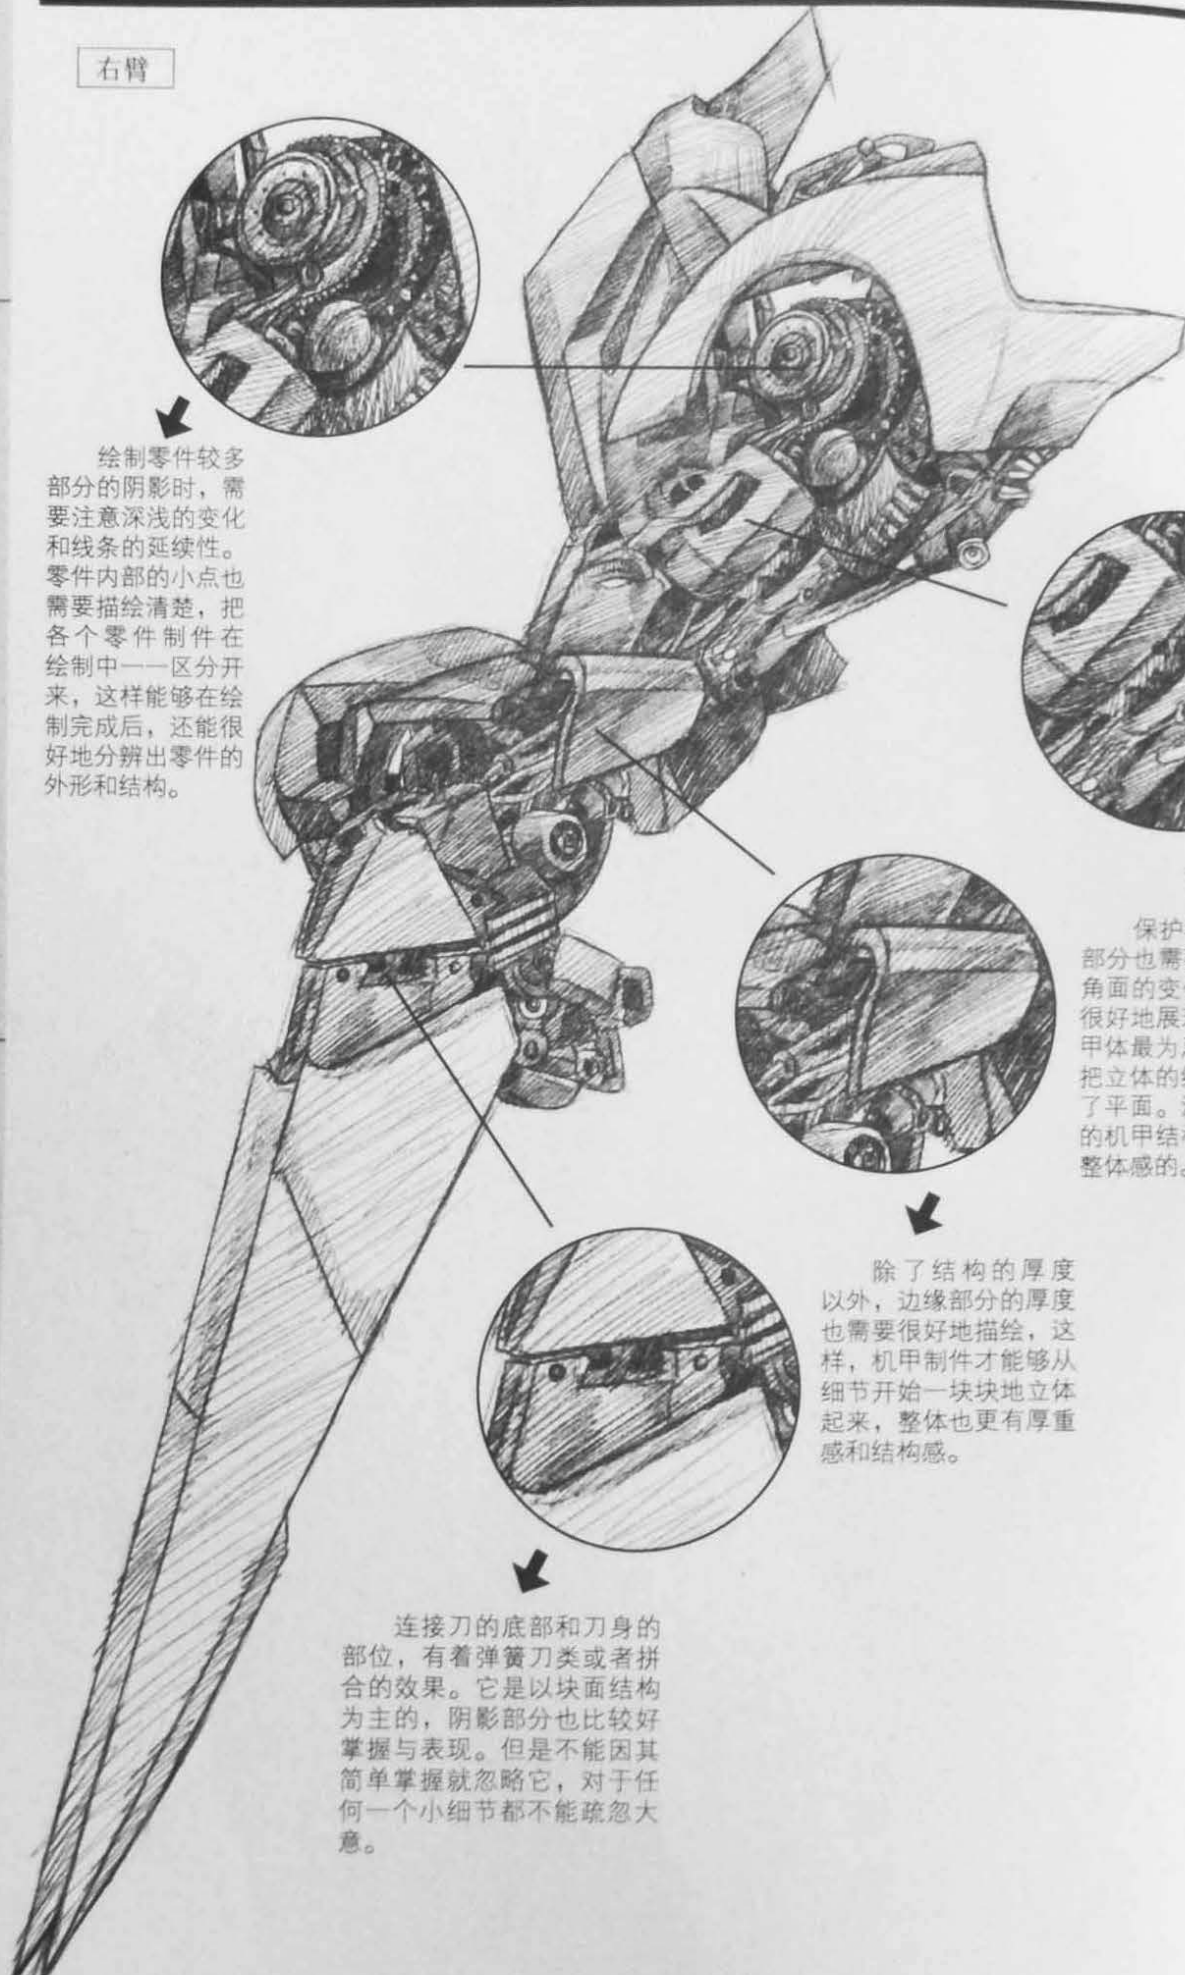 右臂
绘制零件较多
部分的阴影时，需
要注意深浅的变化
和线条的延续性。
零件内部的小点也
需要描绘清楚，把
各个零件制件在
绘制中一一区分开
来，这样能够在绘
制完成后，还能很
好地分辨出零件的
外形和结构。
保护
部分也需
角面的变
很好地展
甲体最为
把立体的
了平面。
的机甲结
整体感的。
除了结构的厚度
以外，边缘部分的厚度
也需要很好地描绘，这
样，机甲制件才能够从
细节开始一块块地立体
起来，整体也更有厚重
感和结构感。
连接刀的底部和刀身的
部位，有着弹簧刀类或者拼
合的效果。它是以块面结构
为主的，阴影部分也比较好
掌握与表现。但是不能因其
简单掌握就忽略它，对于任
何一个小细节都不能疏忽大
意。